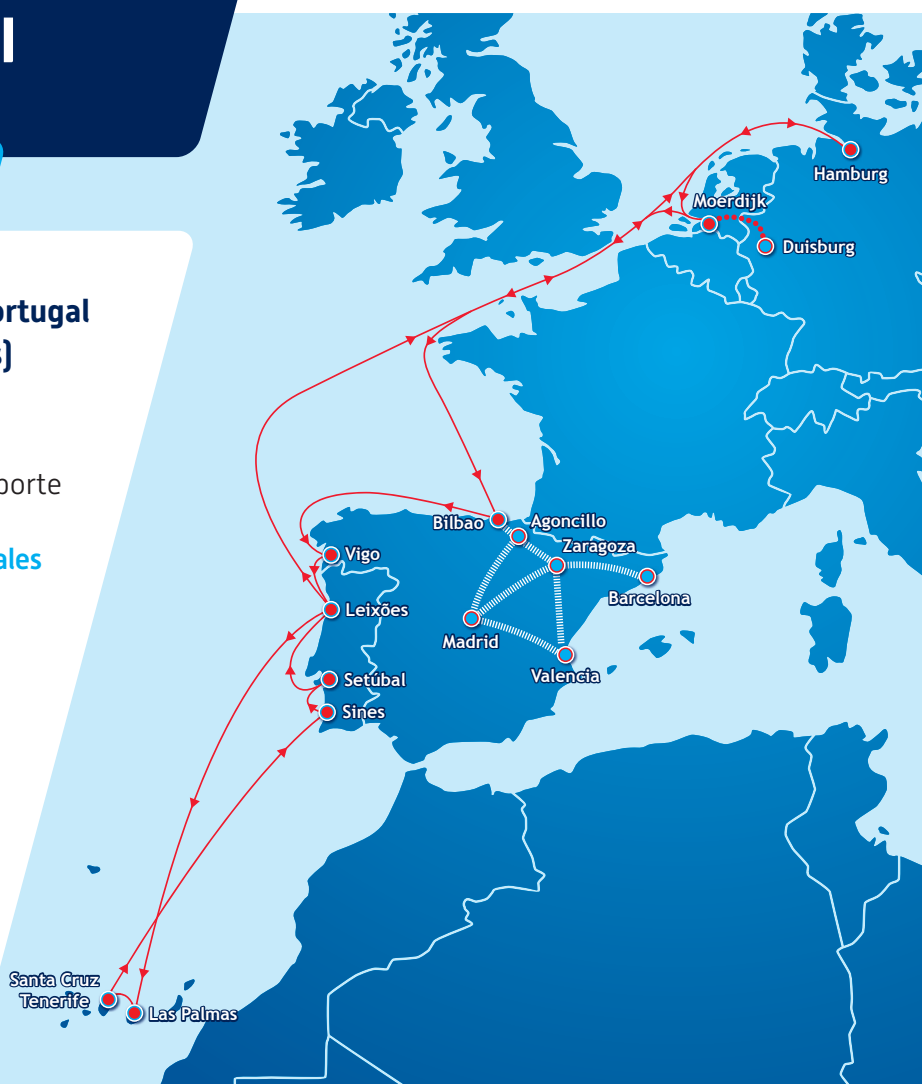 Hamburg
Moerdijk
Duisburg
ortugal
s)
porte
ales
Bilbao
Agoncillo
Zaragoza
Vigo
Barcelona
Leixões
Madrid
Valencia
Setúbal
Sines
Santa Cruz
Tenerife
Las Palmas